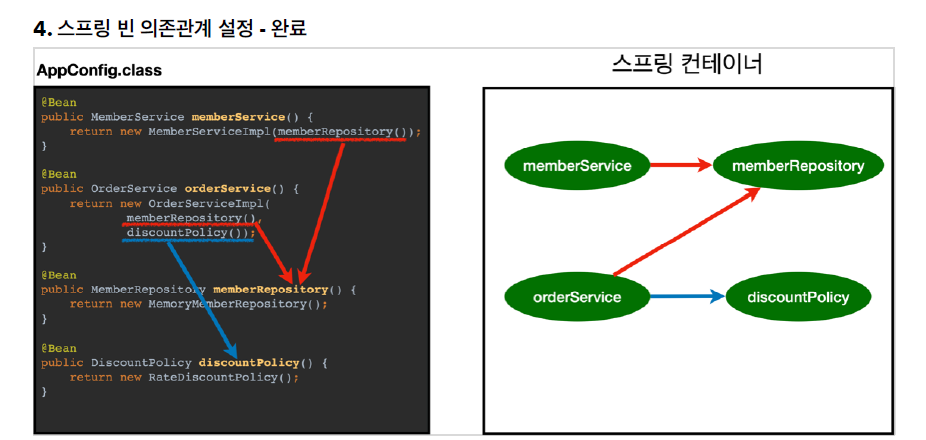 4. 스프링 빈 의존관계 설정 - 완료
AppConfig.class
@Bean
public MemberService memberService() {
return new MemberServiceImpl(memberRepository());
}
@Bean
public OrderService orderService() {
return new OrderServiceImpl(
memberRepository(),
discountPolicy());
}
@Bean
public MemberRepository memberRepository() {
return new MemoryMemberRepository();
}
@Bean
public DiscountPolicy discountPolicy() {
return new RateDiscountPolicy();
}
스프링 컨테이너
memberService
memberRepository
orderService
discountPolicy